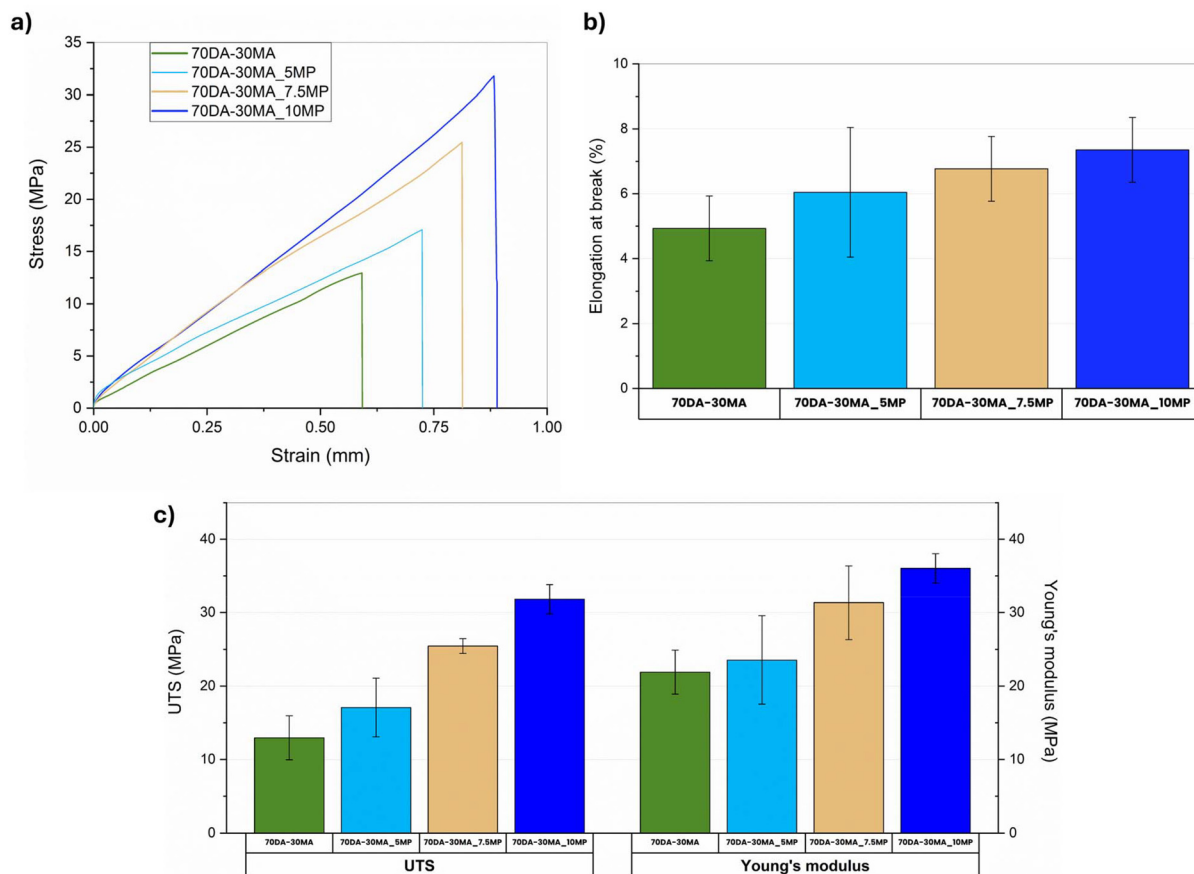 a)
35
30
25
20
15
10
5
0
Stress (MPa)
70DA-30MA
70DA-30MA_5MP
70DA-30MA_7.5MP
70DA-30MA_10MP
0.00 0.25 0.50 0.75 1.00
Strain (mm)
b)
10
8
6
4
2
0
Elongation at break (%)
70DA-30MA 70DA-30MA_5MP 70DA-30MA_7.5MP 70DA-30MA_10MP
c)
40
30
20
10
0
UTS (MPa)
40
30
20
10
0
Young's modulus (MPa)
70DA-30MA 70DA-30MA_5MP 70DA-30MA_7.5MP 70DA-30MA_10MP 70DA-30MA 70DA-30MA_5MP 70DA-30MA_7.5MP 70DA-30MA_10MP
UTS Young's modulus